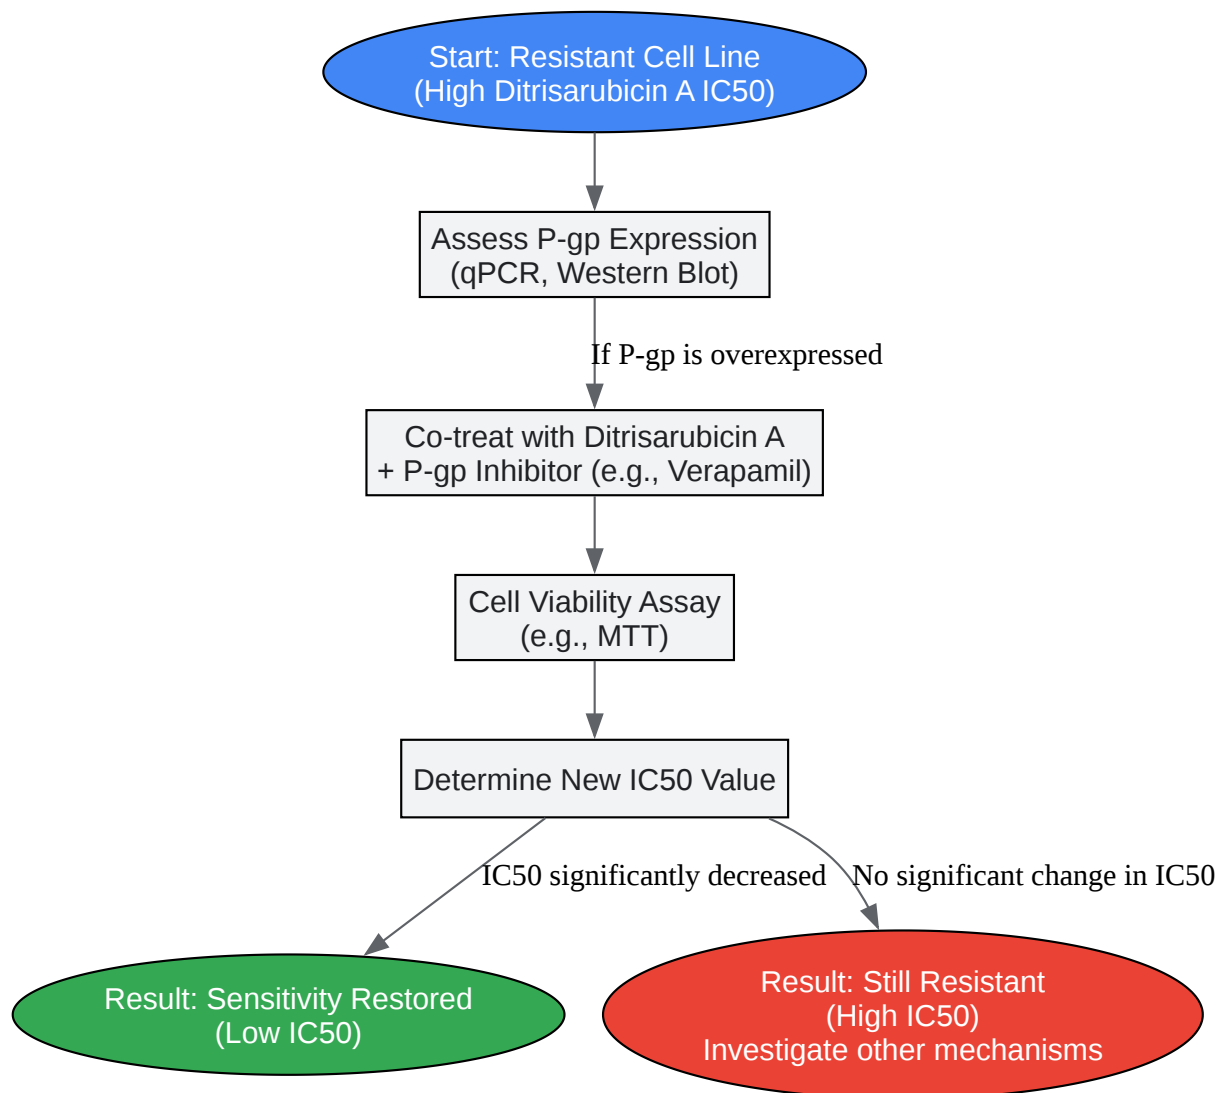 Start: Resistant Cell Line
(High Ditrisarubicin A IC50)
Assess P-gp Expression
(qPCR, Western Blot)
If P-gp is overexpressed
Co-treat with Ditrisarubicin A
+ P-gp Inhibitor (e.g., Verapamil)
Cell Viability Assay
(e.g., MTT)
Determine New IC50 Value
IC50 significantly decreased
No significant change in IC50
Result: Sensitivity Restored
(Low IC50)
Result: Still Resistant
(High IC50)
Investigate other mechanisms